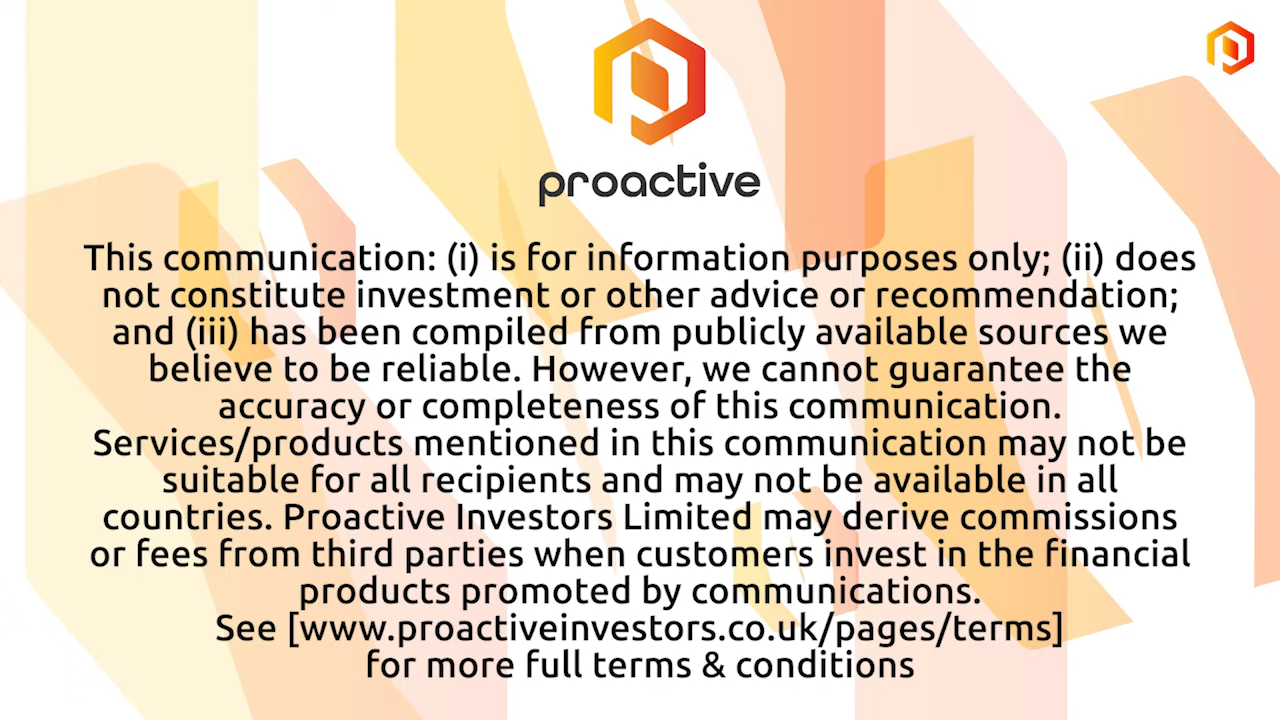 proactive
This communication: (i) is for information purposes only; (ii) does
not constitute investment or other advice or recommendation;
and (iii) has been compiled from publicly available sources we
believe to be reliable. However, we cannot guarantee the
accuracy or completeness of this communication.
Services/products mentioned in this communication may not be
suitable for all recipients and may not be available in all
countries. Proactive Investors Limited may derive commissions
or fees from third parties when customers invest in the financial
products promoted by communications.
See [www.proactiveinvestors.co.uk/pages/terms]
for more full terms & conditions